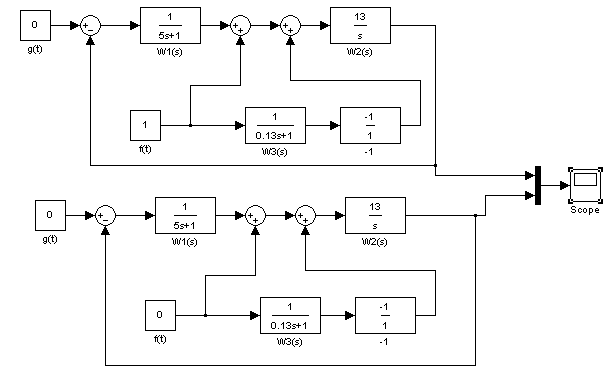 0
g(t)
+
−
1
5s+1
W1(s)
+
+
+
+
13
s
W2(s)
1
f(t)
1
0.13s+1
W3(s)
-1
1
-1
Scope
0
g(t)
+
−
1
5s+1
W1(s)
+
+
+
+
13
s
W2(s)
0
f(t)
1
0.13s+1
W3(s)
-1
1
-1